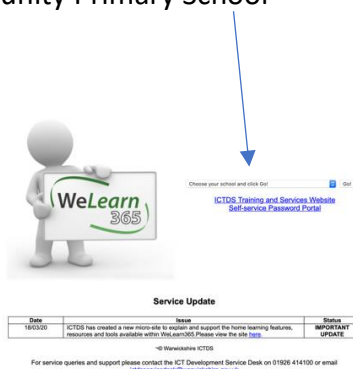 unity Primary School
WeLearn
365
Choose your school and click Go!
Go!
ICTDS Training and Services Website
Self-service Password Portal
Service Update
Date Issue Status
18/03/20 ICTDS has created a new micro-site to explain and support the home learning features, resources and tools available within WeLearn365.Please view the site here. IMPORTANT UPDATE
© Warwickshire ICTDS
For service queries and support please contact the ICT Development Service Desk on 01926 414100 or email